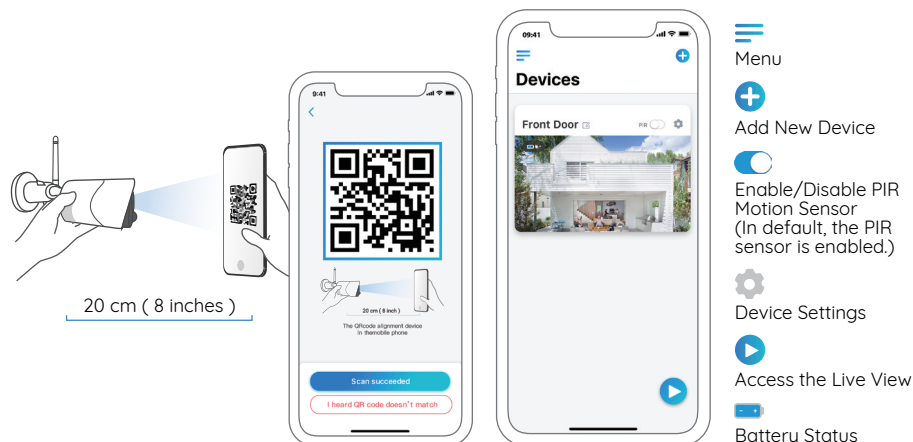 20 cm ( 8 inches )
9:41
20 cm ( 8 inch )
The QRcode alignment device
in themobile phone
Scan succeeded
I heard QR code doesn't match
09:41
Devices
Front Door
PIR
Menu
Add New Device
Enable/Disable PIR
Motion Sensor
(In default, the PIR
sensor is enabled.)
Device Settings
Access the Live View
Battery Status